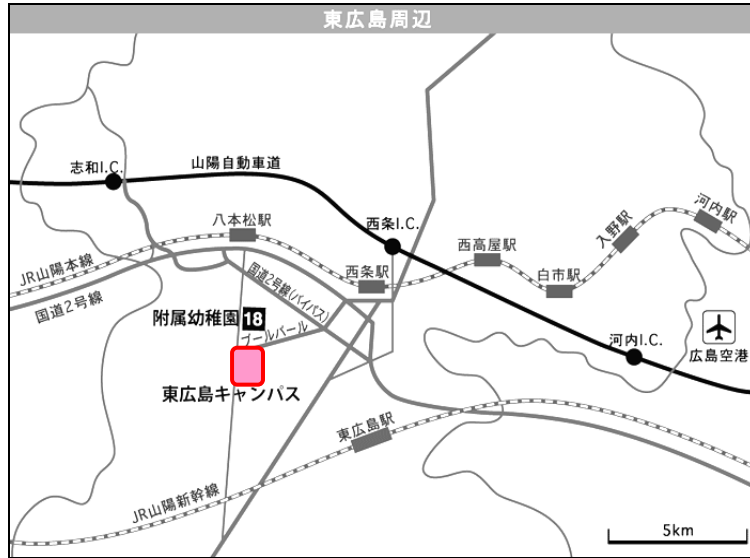 東広島周辺
志和I.C.
山陽自動車道
八本松駅
西条I.C.
河内駅
入野駅
西高屋駅
白市駅
西条駅
JR山陽本線
国道2号線
国道2号線(バイパス)
附属幼稚園 18
ブールバール
東広島キャンパス
河内I.C.
広島空港
東広島駅
JR山陽新幹線
5km